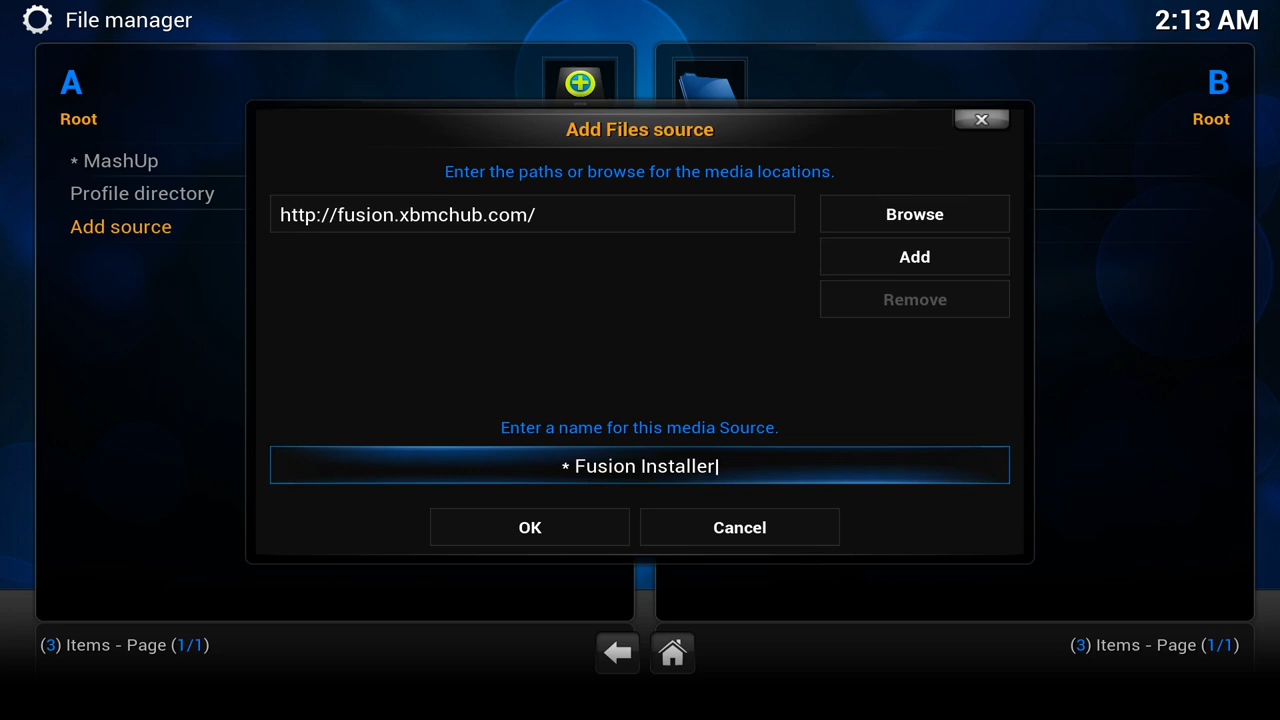 File manager
2:13 AM
A
Root
* MashUp
Profile directory
Add source
B
Root
Add Files source
Enter the paths or browse for the media locations.
http://fusion.xbmchub.com/
Browse
Add
Remove
Enter a name for this media Source.
* Fusion Installer
OK
Cancel
(3) Items - Page (1/1)
(3) Items - Page (1/1)